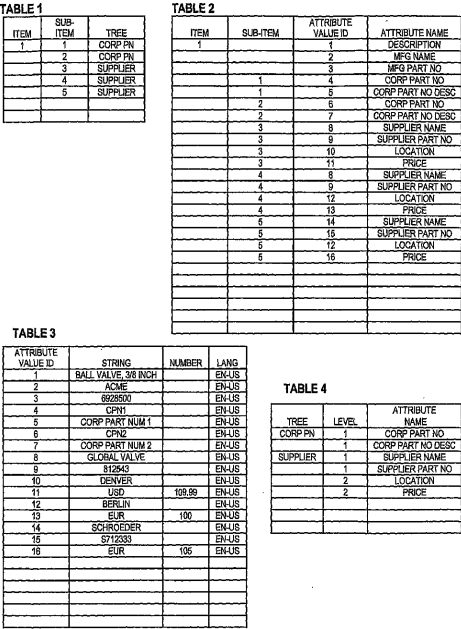 TABLE 1
ITEM SUB-ITEM TREE
1 1 CORP PN
2 CORP PN
3 SUPPLIER
4 SUPPLIER
5 SUPPLIER
TABLE 2
ITEM SUB-ITEM ATTRIBUTE VALUE ID ATTRIBUTE NAME
1 1 DESCRIPTION
2 MFG NAME
3 MFG PART NO
1 4 CORP PART NO
1 5 CORP PART NO DESC
2 6 CORP PART NO
2 7 CORP PART NO DESC
3 8 SUPPLIER NAME
3 9 SUPPLIER PART NO
3 10 LOCATION
3 11 PRICE
4 8 SUPPLIER NAME
4 9 SUPPLIER PART NO
4 12 LOCATION
4 13 PRICE
5 14 SUPPLIER NAME
5 15 SUPPLIER PART NO
5 12 LOCATION
5 16 PRICE
TABLE 3
ATTRIBUTE VALUE ID STRING NUMBER LANG
1 BALL VALVE, 3/8 INCH EN-US
2 ACME EN-US
3 6928500 EN-US
4 CPN1 EN-US
5 CORP PART NUM 1 EN-US
6 CPN2 EN-US
7 CORP PART NUM 2 EN-US
8 GLOBAL VALVE EN-US
9 812543 EN-US
10 DENVER EN-US
11 USD 109.99 EN-US
12 BERLIN EN-US
13 EUR 100 EN-US
14 SCHROEDER EN-US
15 S712333 EN-US
16 EUR 105 EN-US
TABLE 4
TREE LEVEL ATTRIBUTE NAME
CORP PN 1 CORP PART NO
1 CORP PART NO DESC
SUPPLIER 1 SUPPLIER NAME
1 SUPPLIER PART NO
2 LOCATION
2 PRICE